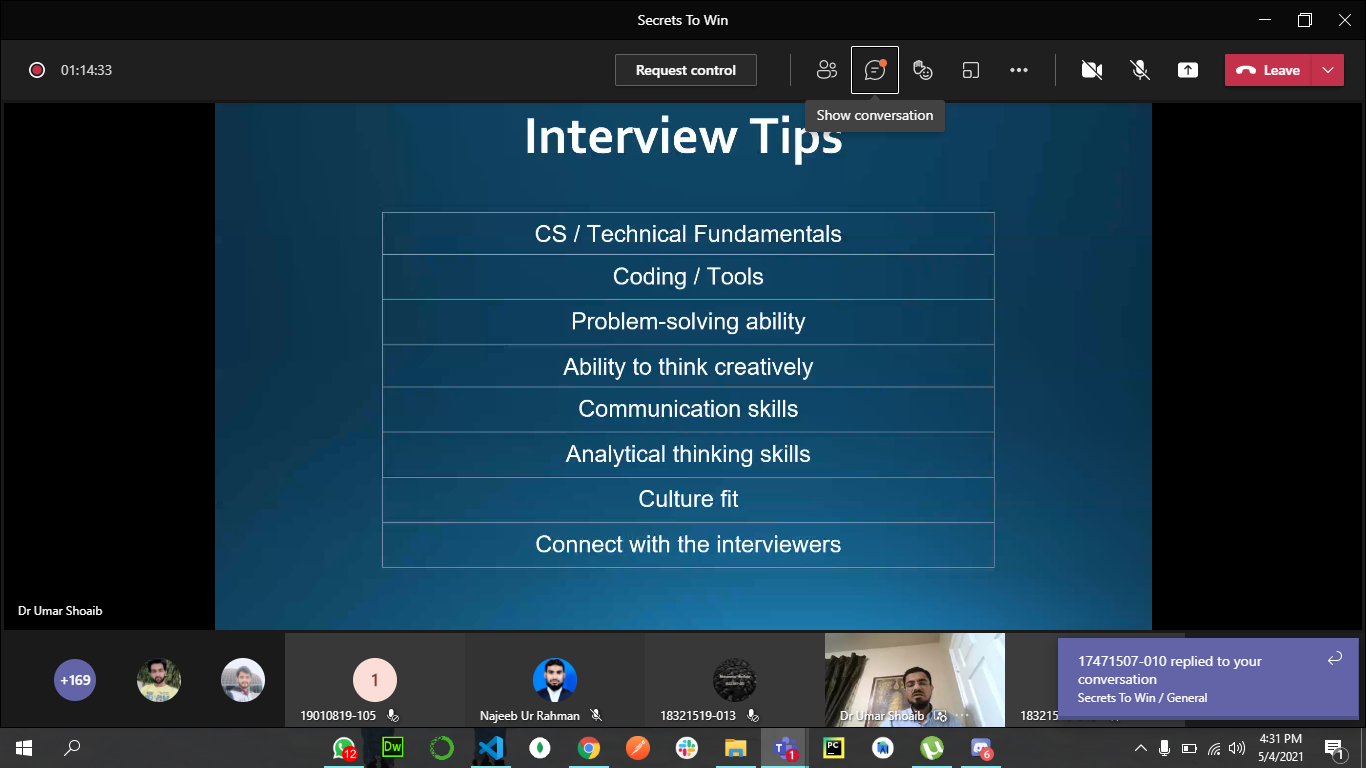 Secrets To Win
01:14:33
Request control
Leave
Show conversation
Interview Tips
CS / Technical Fundamentals
Coding / Tools
Problem-solving ability
Ability to think creatively
Communication skills
Analytical thinking skills
Culture fit
Connect with the interviewers
Dr Umar Shoaib
+169
1
19010819-105
Najeeb Ur Rahman
18321519-013
Dr Umar Shoaib
17471507-010 replied to your
conversation
Secrets To Win / General
12
Dw
1
PC
6
4:31 PM
5/4/2021
1